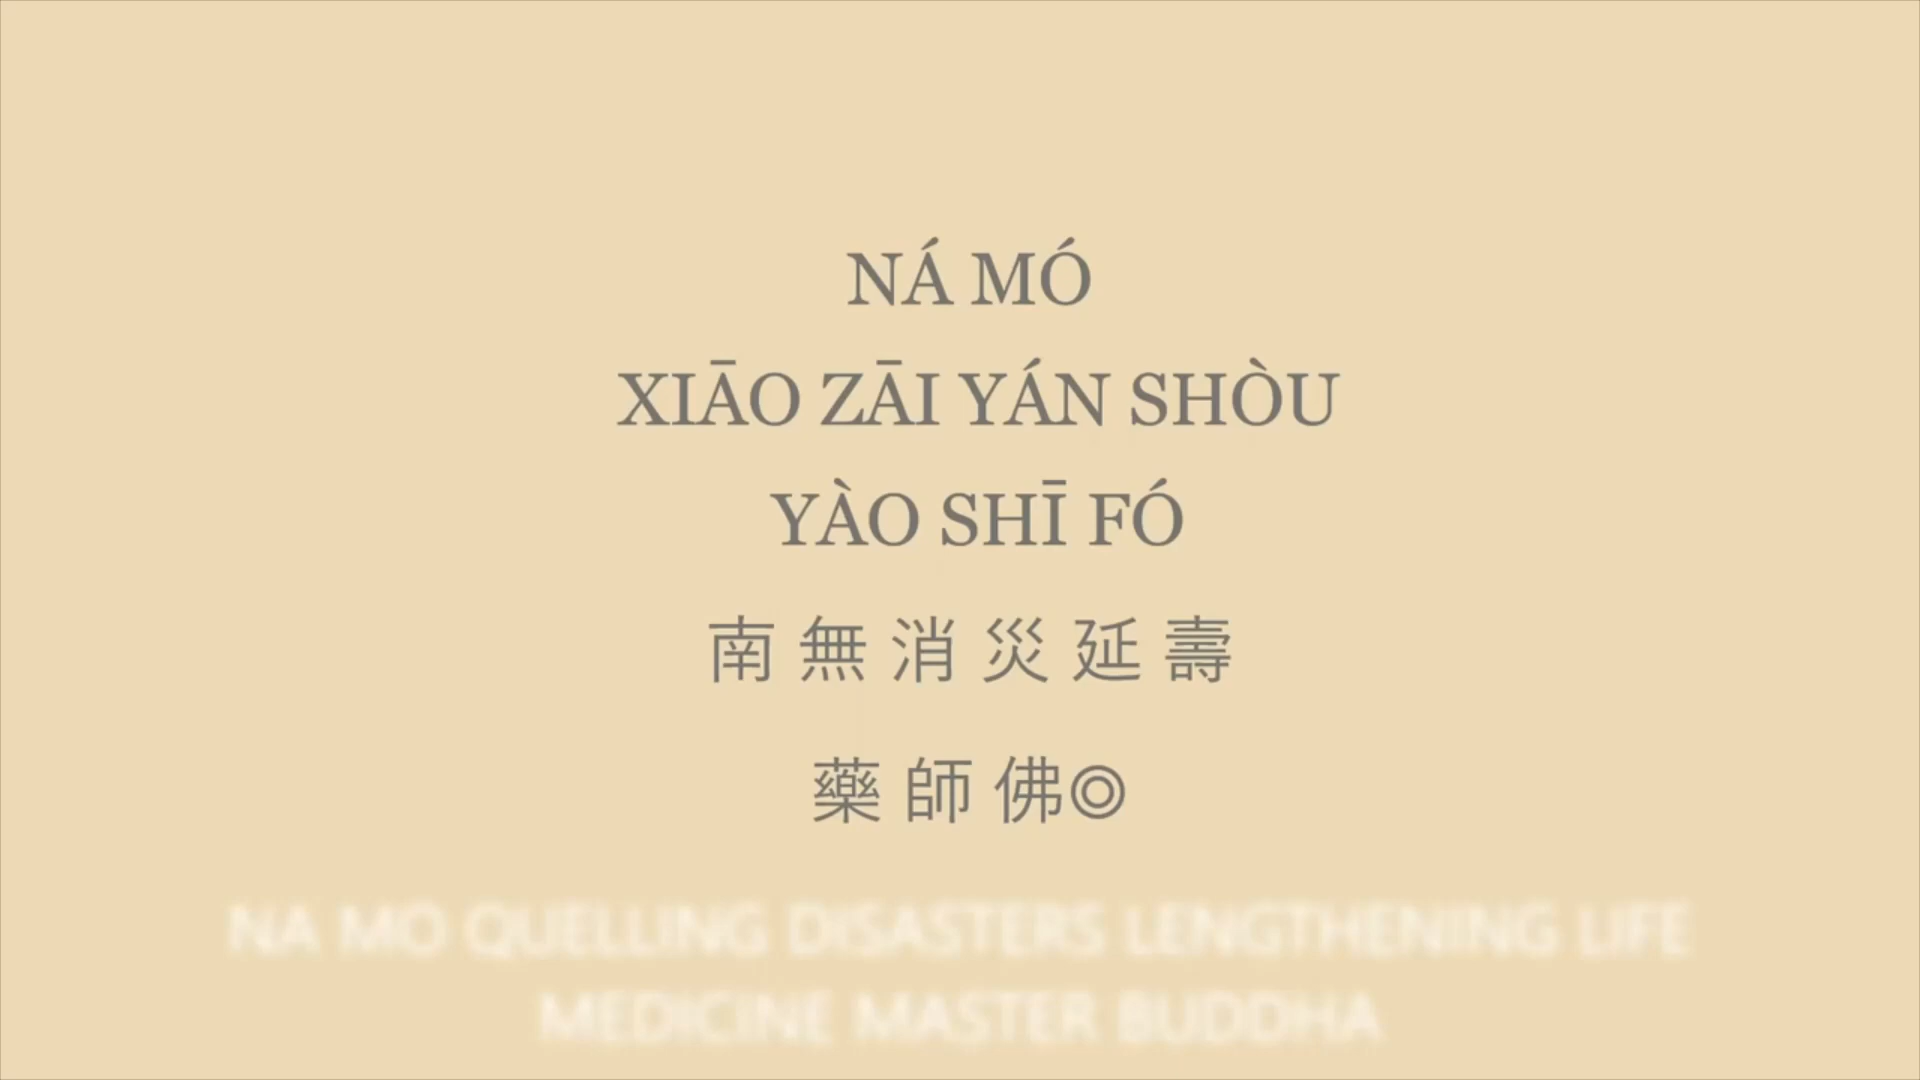 NÁ MÓ
XIĀO ZĀI YÁN SHÒU
YÀO SHĪ FÓ
南 無 消 災 延 壽
藥 師 佛◎
NA MO QUELLING DISASTERS LENGTHENING LIFE
MEDICINE MASTER BUDDHA